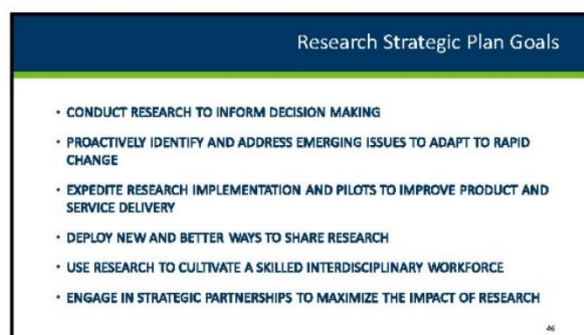 Research Strategic Plan Goals
• CONDUCT RESEARCH TO INFORM DECISION MAKING
• PROACTIVELY IDENTIFY AND ADDRESS EMERGING ISSUES TO ADAPT TO RAPID
CHANGE
• EXPEDITE RESEARCH IMPLEMENTATION AND PILOTS TO IMPROVE PRODUCT AND
SERVICE DELIVERY
• DEPLOY NEW AND BETTER WAYS TO SHARE RESEARCH
• USE RESEARCH TO CULTIVATE A SKILLED INTERDISCIPLINARY WORKFORCE
• ENGAGE IN STRATEGIC PARTNERSHIPS TO MAXIMIZE THE IMPACT OF RESEARCH
46